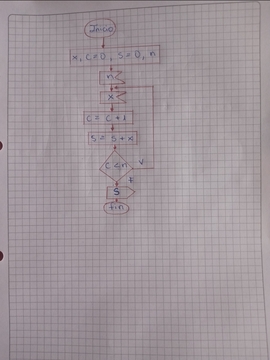 Inicio
x, C=0, S=0, n
n
x
C = C + 1
S = S + x
C < n
V
F
S
fin